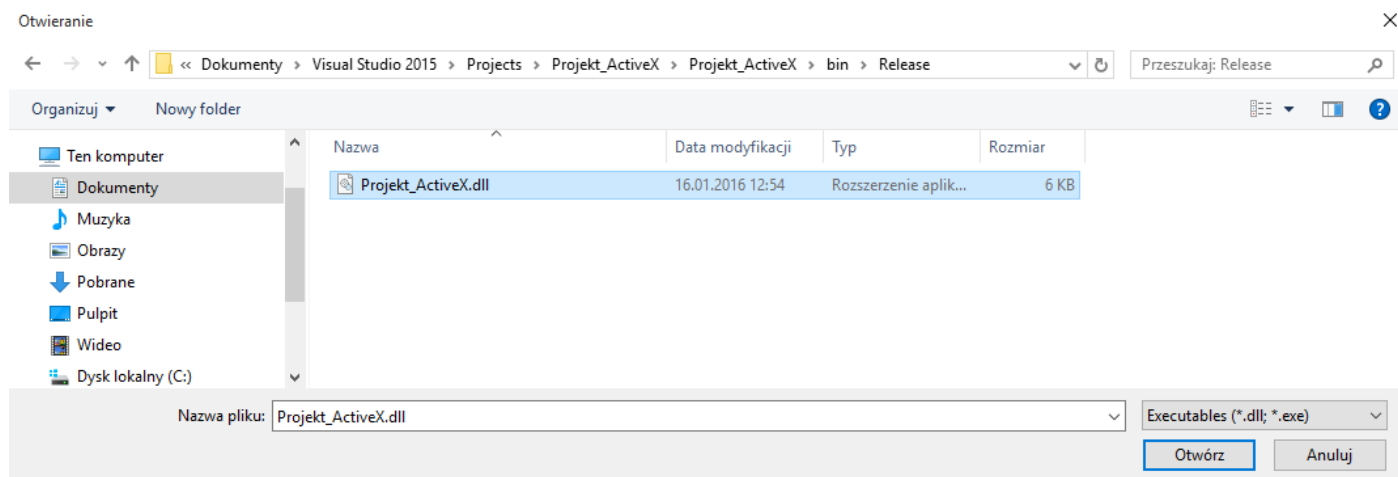 Otwieranie
« Dokumenty › Visual Studio 2015 › Projects › Projekt_ActiveX › Projekt_ActiveX › bin › Release Przeszukaj: Release
Organizuj Nowy folder
Ten komputer
Dokumenty
Muzyka
Obrazy
Pobrane
Pulpit
Wideo
Dysk lokalny (C:)
Nazwa Data modyfikacji Typ Rozmiar
Projekt_ActiveX.dll 16.01.2016 12:54 Rozszerzenie aplik... 6 KB
Nazwa pliku: Projekt_ActiveX.dll Executables (*.dll; *.exe)
Otwórz Anuluj